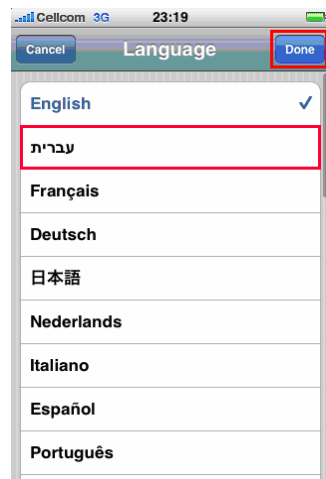 Cellcom 3G 23:19
Cancel Language Done
English
עברית
Français
Deutsch
日本語
Nederlands
Italiano
Español
Português